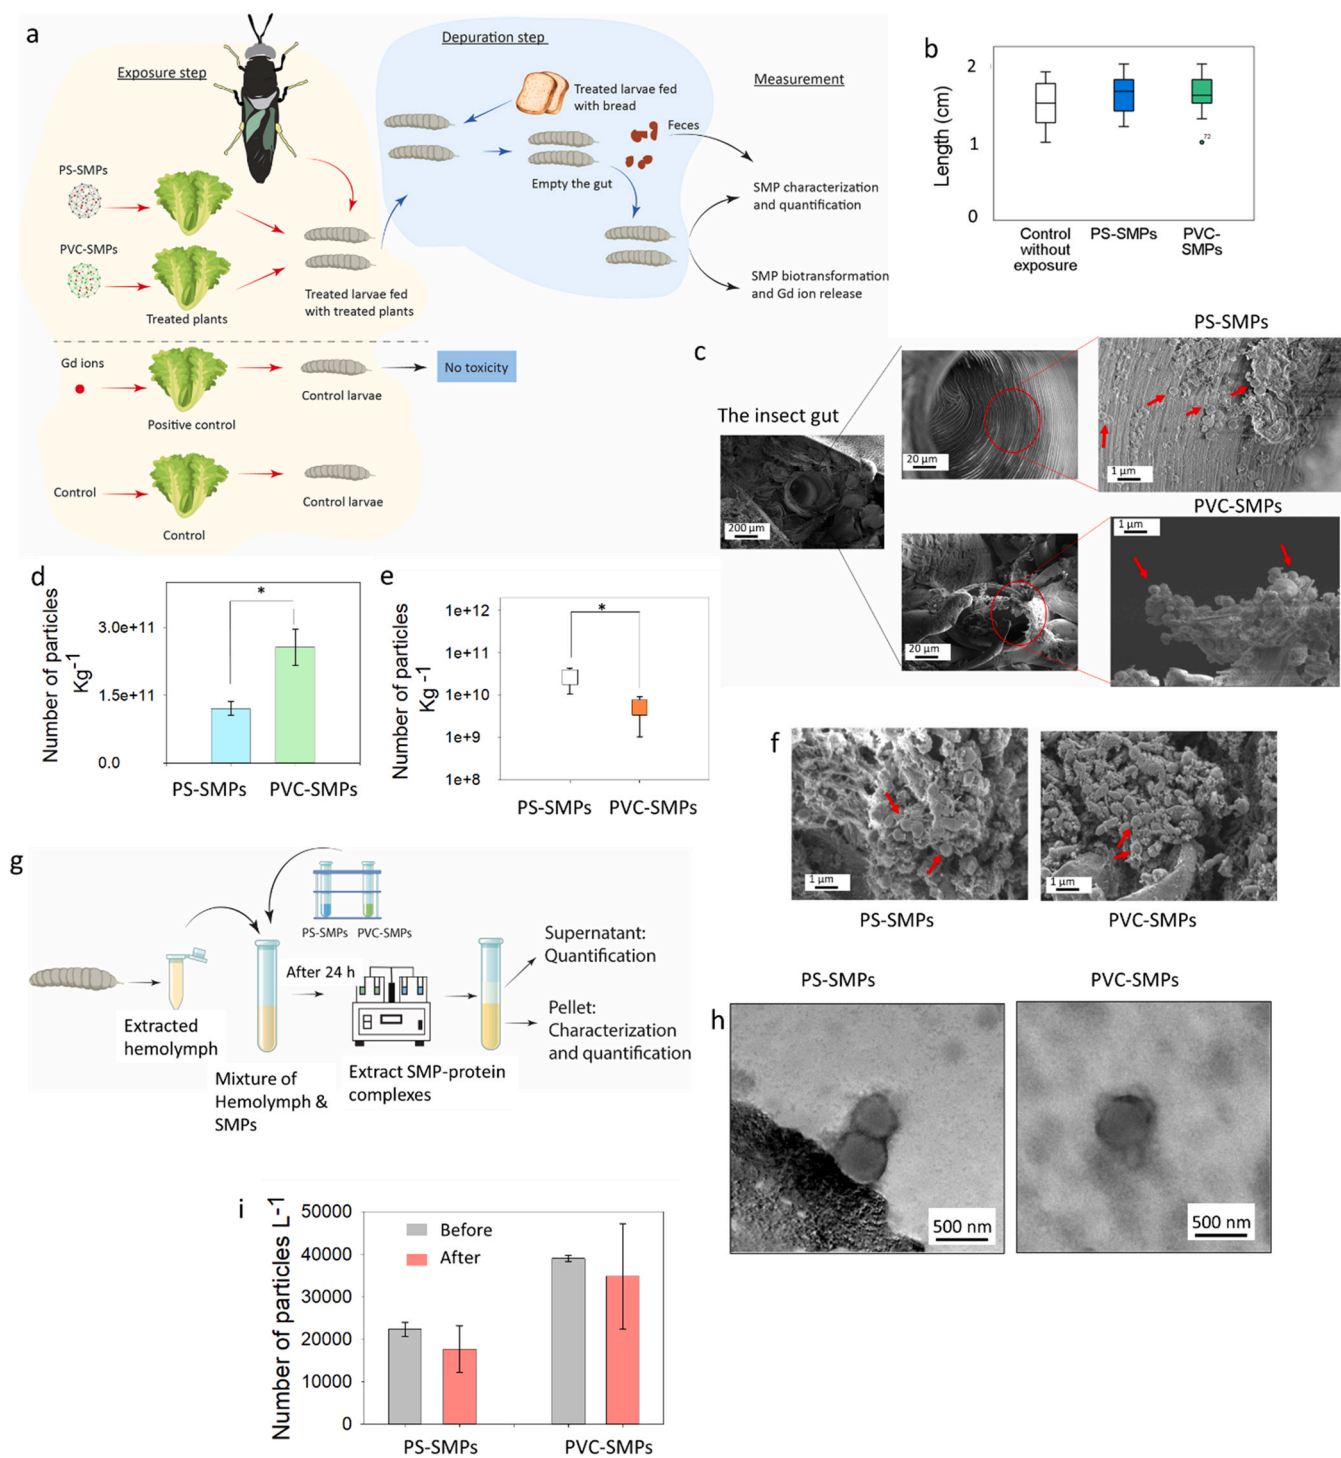 a
Exposure step
PS-SMPs
PVC-SMPs
Treated plants
Treated larvae fed
with treated plants
Gd ions
Positive control
Control larvae
No toxicity
Control
Control
Control larvae
Depuration step
Treated larvae fed
with bread
Feces
Empty the gut
Measurement
SMP characterization
and quantification
SMP biotransformation
and Gd ion release
b
Length (cm)
2
1
0
72
Control
without
exposure
PS-SMPs
PVC-
SMPs
c
The insect gut
200 µm
20 µm
PS-SMPs
1 µm
20 µm
PVC-SMPs
1 µm
d
Number of particles
Kg-1
3.0e+11
1.5e+11
0.0
*
PS-SMPs
PVC-SMPs
e
Number of particles
Kg-1
1e+12
1e+11
1e+10
1e+9
1e+8
*
PS-SMPs
PVC-SMPs
f
1 µm
1 µm
PS-SMPs
PVC-SMPs
g
PS-SMPs
PVC-SMPs
Extracted
hemolymph
Mixture of
Hemolymph &
SMPs
After 24 h
Extract SMP-protein
complexes
Supernatant:
Quantification
Pellet:
Characterization
and quantification
h
PS-SMPs
500 nm
PVC-SMPs
500 nm
i
Number of particles L-1
50000
40000
30000
20000
10000
0
Before
After
PS-SMPs
PVC-SMPs